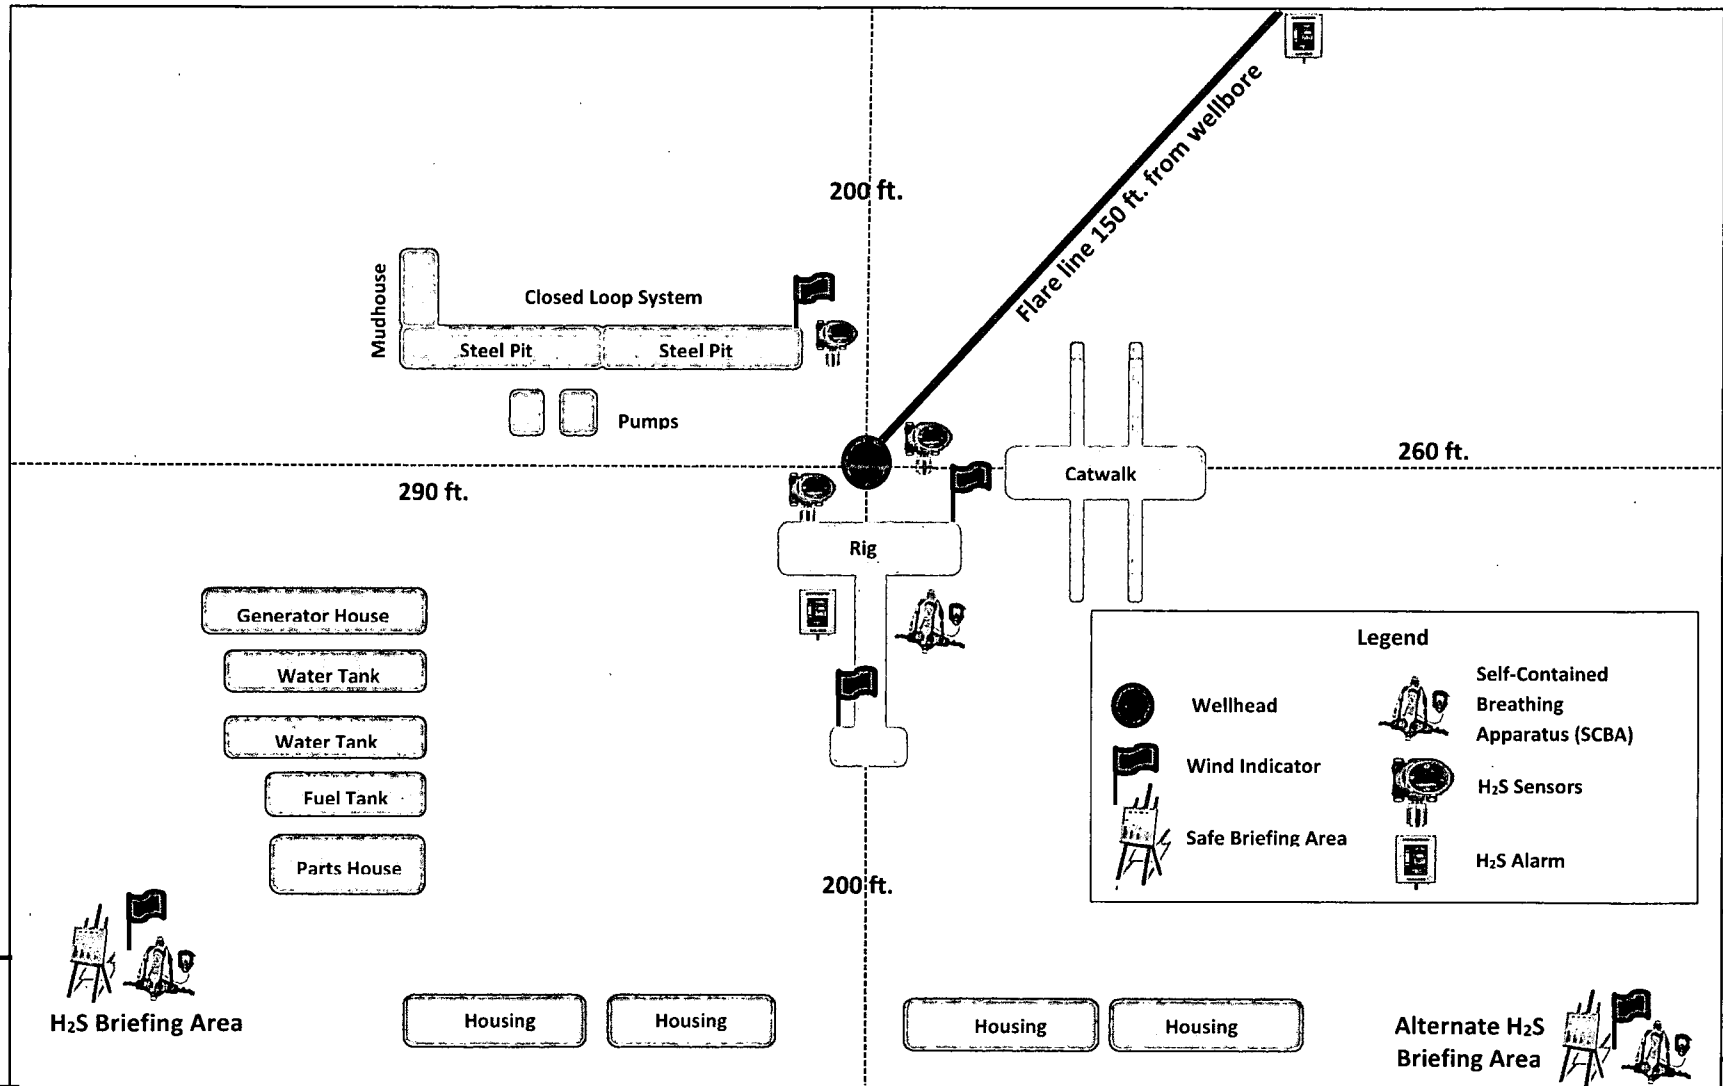 200 ft.
Flare line 150 ft. from wellbore
Mudhouse
Closed Loop System
Steel Pit
Steel Pit
Pumps
290 ft.
260 ft.
Catwalk
Rig
Generator House
Water Tank
Water Tank
Fuel Tank
Parts House
200 ft.
Legend
Wellhead
Wind Indicator
Safe Briefing Area
Self-Contained
Breathing
Apparatus (SCBA)
H₂S Sensors
H₂S Alarm
H₂S Briefing Area
Housing
Housing
Housing
Housing
Alternate H₂S
Briefing Area